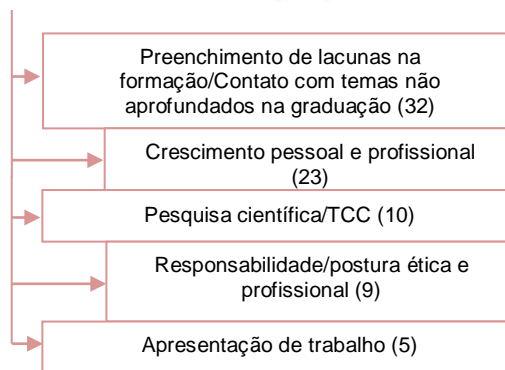 Preenchimento de lacunas na
formação/Contato com temas não
aprofundados na graduação (32)
Crescimento pessoal e profissional
(23)
Pesquisa científica/TCC (10)
Responsabilidade/postura ética e
profissional (9)
Apresentação de trabalho (5)